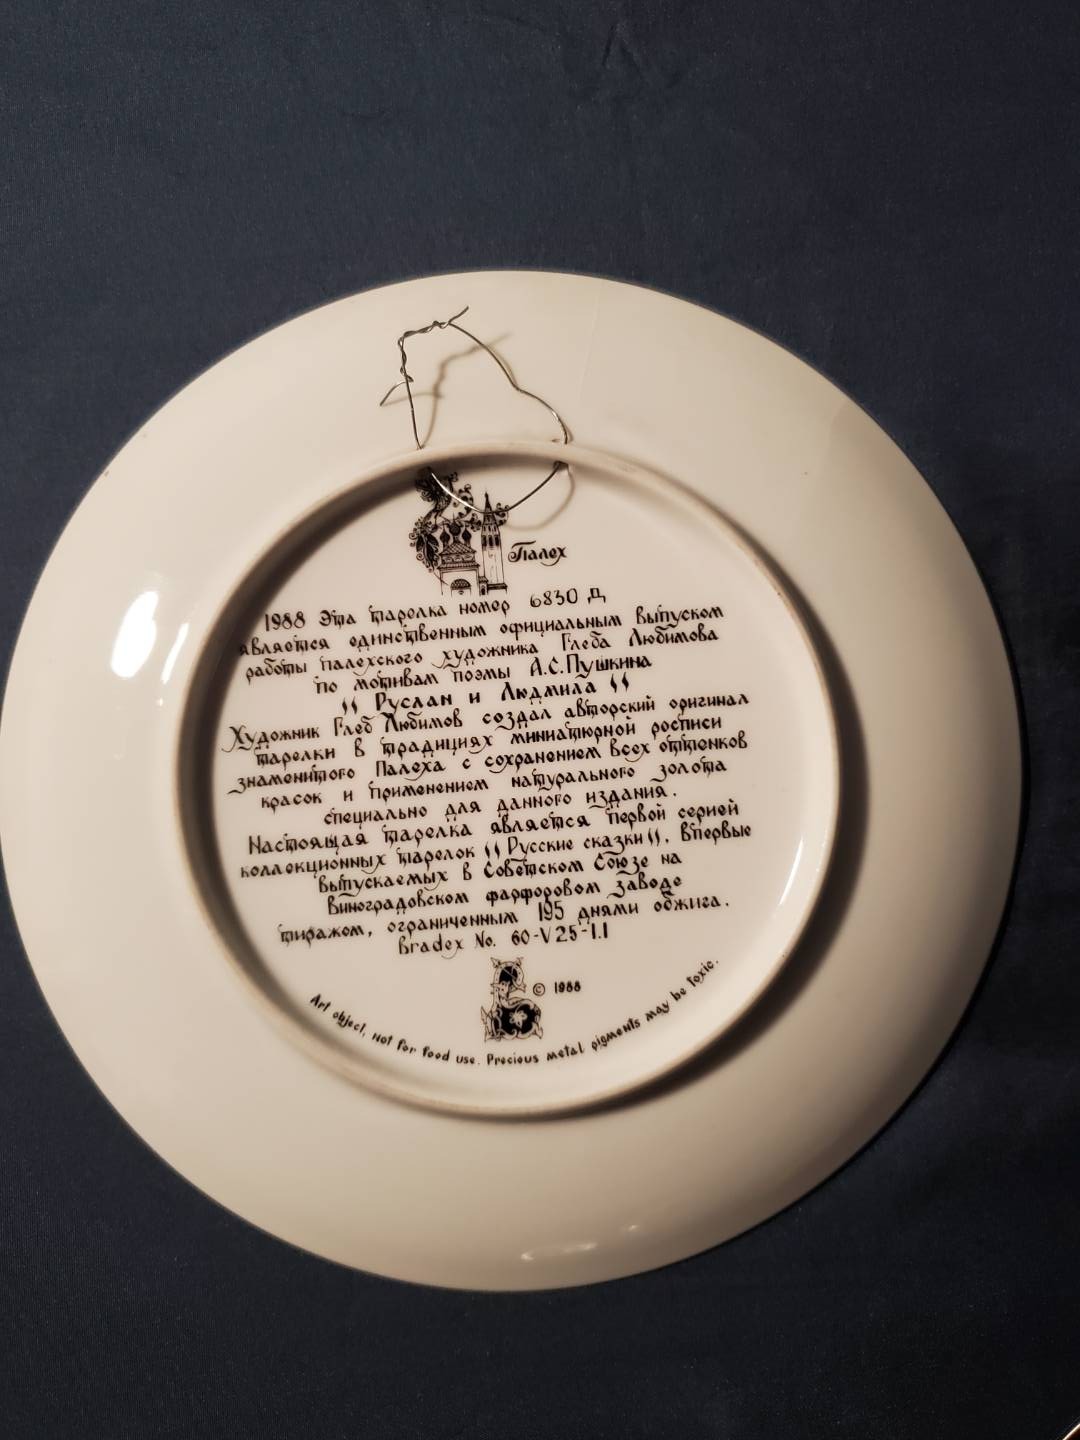 Палех
1988 Эта тарелка номер 6830 Д
является единственным официальным выпуском
работы палехского художника Глеба Любимова
по мотивам поэмы А.С.Пушкина
"Руслан и Людмила"
Художник Глеб Любимов создал авторский оригинал
тарелки в традициях миниатюрной росписи
знаменитого Палеха с сохранением всех оттенков
красок и применением натурального золота
специально для данного издания.
Настоящая тарелка является первой серией
коллекционных тарелок "Русские сказки", впервые
выпускаемых в Советском Союзе на
Виноградовском фарфоровом заводе
тиражом, ограниченным 195 днями обжига.
Bradex No. 60-V25-1.1
© 1988
Art object, not for food use. Precious metal pigments may be toxic.